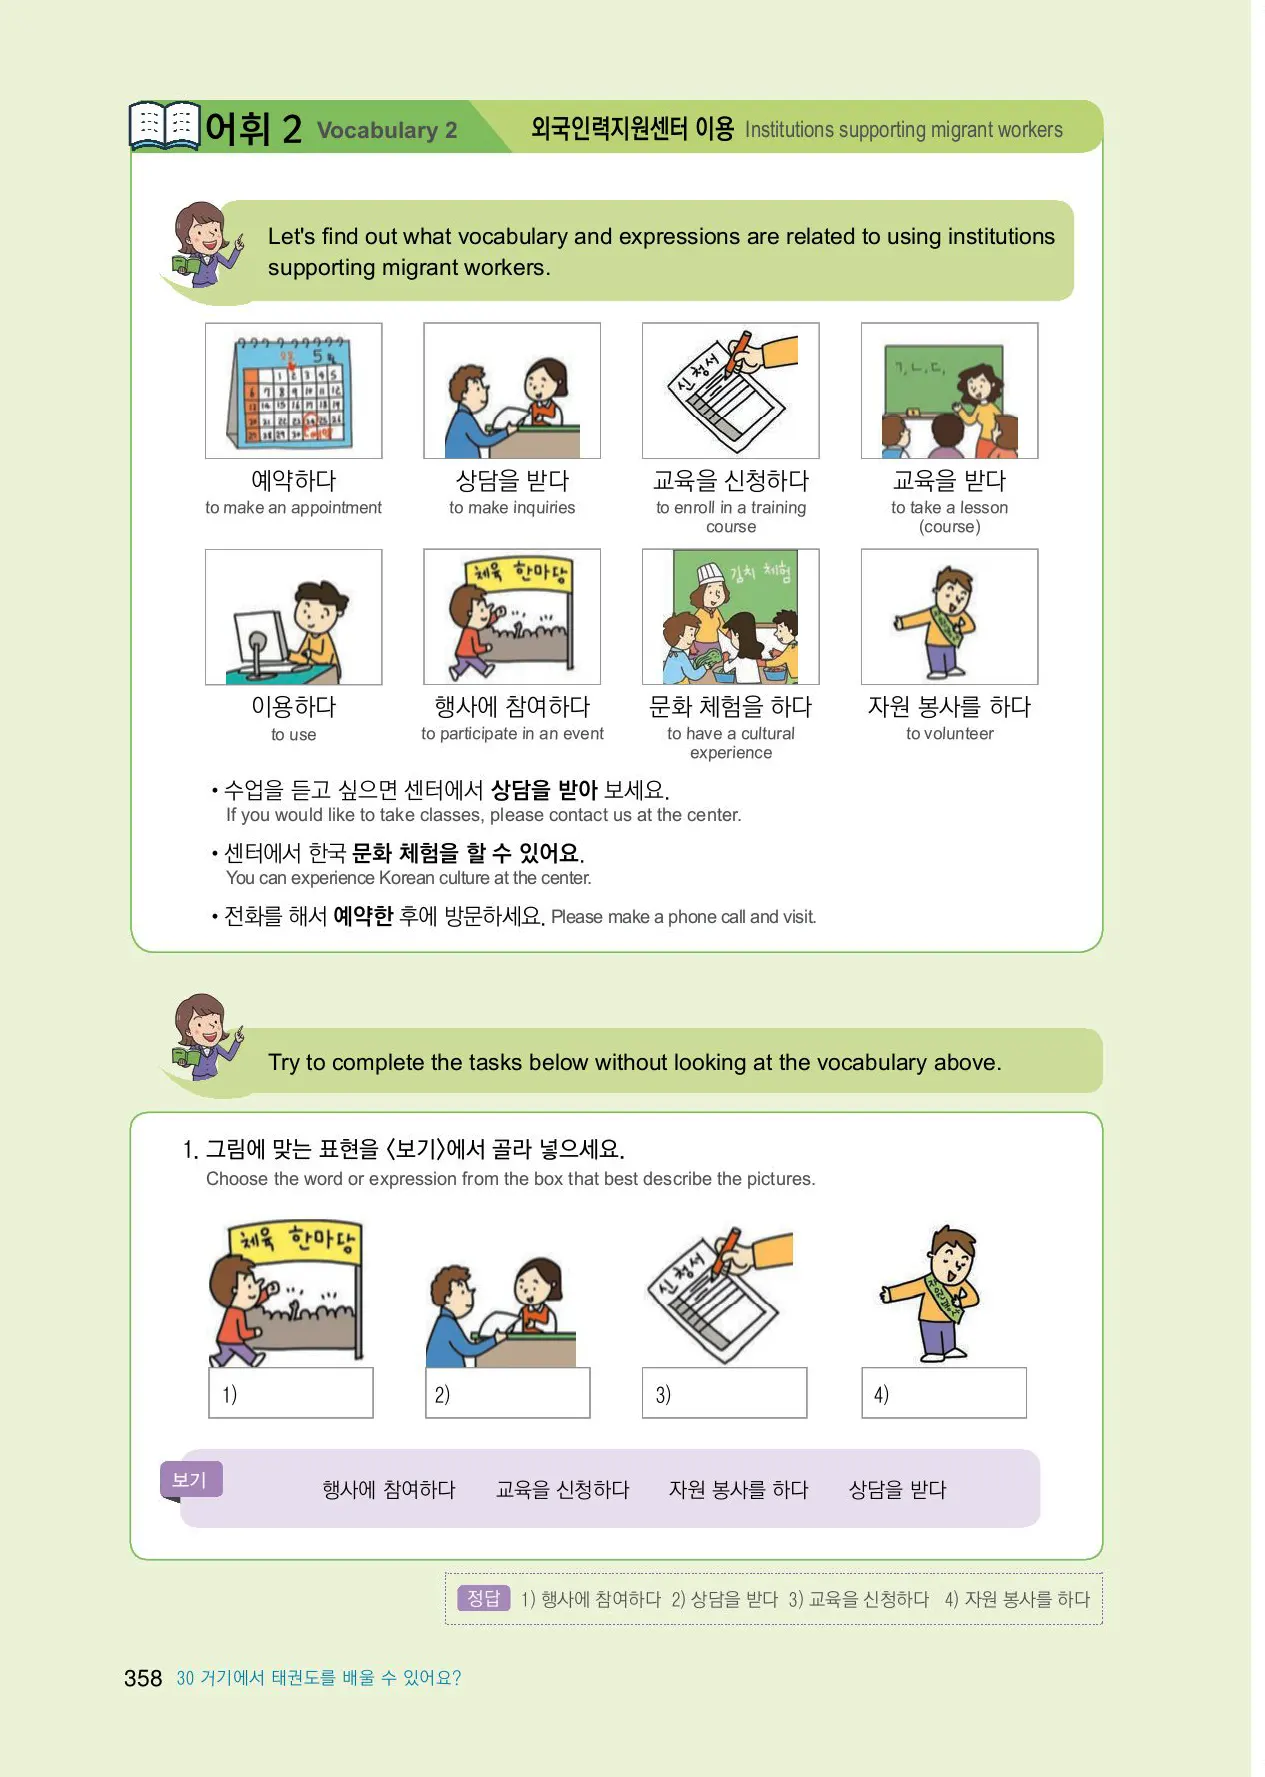 어휘 2 Vocabulary 2 외국인력지원센터 이용 Institutions supporting migrant workers
Let's find out what vocabulary and expressions are related to using institutions
supporting migrant workers.
5월
신청서
ㄱ, ㄴ, ㄷ,
예약하다 상담을 받다 교육을 신청하다 교육을 받다
to make an appointment to make inquiries to enroll in a training to take a lesson
course (course)
체육 한마당
김치 체험
이용하다 행사에 참여하다 문화 체험을 하다 자원 봉사를 하다
to use to participate in an event to have a cultural to volunteer
experience
• 수업을 듣고 싶으면 센터에서 상담을 받아 보세요.
If you would like to take classes, please contact us at the center.
• 센터에서 한국 문화 체험을 할 수 있어요.
You can experience Korean culture at the center.
• 전화를 해서 예약한 후에 방문하세요. Please make a phone call and visit.
Try to complete the tasks below without looking at the vocabulary above.
1. 그림에 맞는 표현을 〈보기〉에서 골라 넣으세요.
Choose the word or expression from the box that best describe the pictures.
체육 한마당
신청서
1) 2) 3) 4)
보기 행사에 참여하다 교육을 신청하다 자원 봉사를 하다 상담을 받다
정답 1) 행사에 참여하다 2) 상담을 받다 3) 교육을 신청하다 4) 자원 봉사를 하다
358 30 거기에서 태권도를 배울 수 있어요?